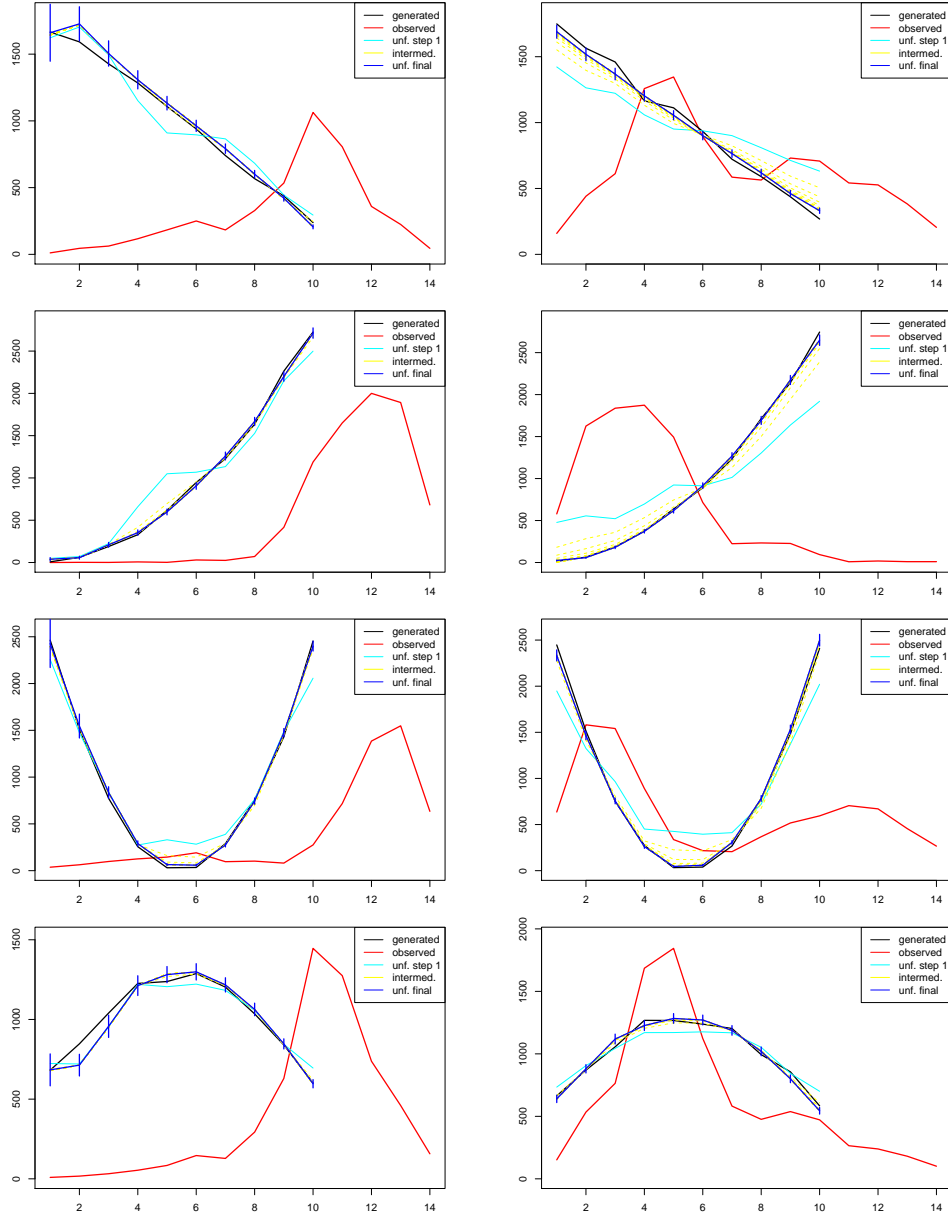 generated
observed
unf. step 1
intermed.
unf. final
0
500
1000
1500
2 4 6 8 10 12 14
generated
observed
unf. step 1
intermed.
unf. final
0
500
1000
1500
2 4 6 8 10 12 14
generated
observed
unf. step 1
intermed.
unf. final
0
500
1000
1500
2000
2500
2 4 6 8 10 12 14
generated
observed
unf. step 1
intermed.
unf. final
0
500
1000
1500
2000
2500
2 4 6 8 10 12 14
generated
observed
unf. step 1
intermed.
unf. final
0
500
1000
1500
2000
2500
2 4 6 8 10 12 14
generated
observed
unf. step 1
intermed.
unf. final
0
500
1000
1500
2000
2500
2 4 6 8 10 12 14
generated
observed
unf. step 1
intermed.
unf. final
0
500
1000
1500
2 4 6 8 10 12 14
generated
observed
unf. step 1
intermed.
unf. final
0
500
1000
1500
2000
2 4 6 8 10 12 14